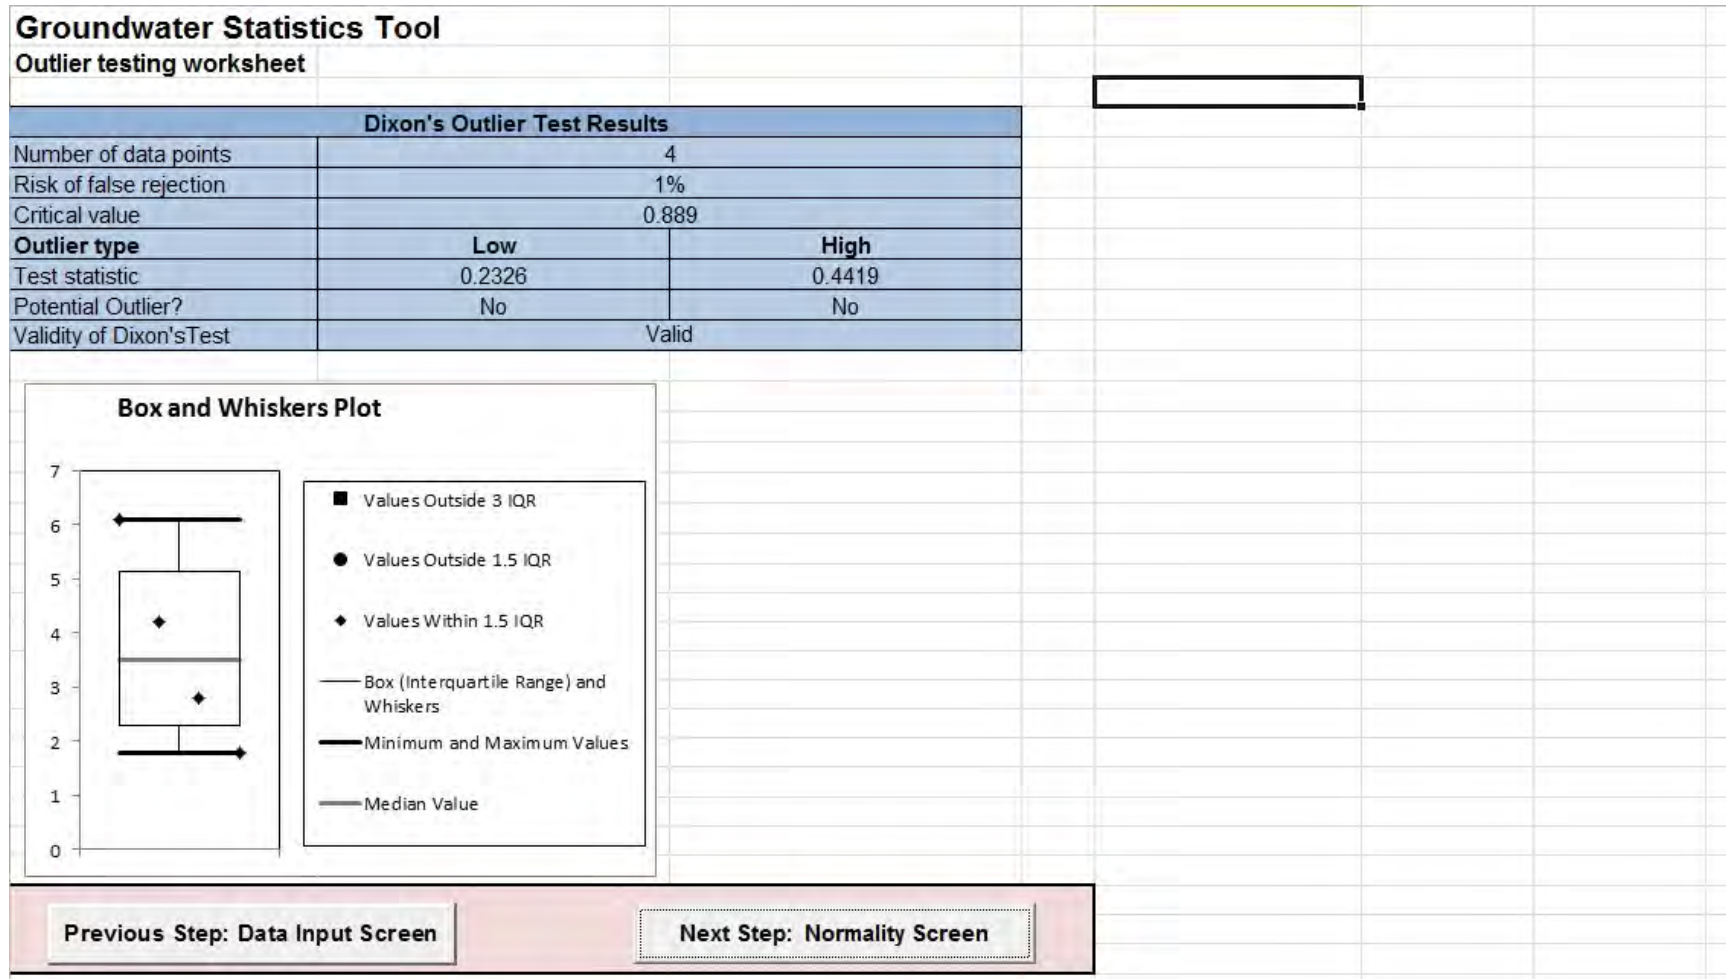 Groundwater Statistics Tool
Outlier testing worksheet
Dixon's Outlier Test Results
Number of data points 4
Risk of false rejection 1%
Critical value 0.889
Outlier type Low High
Test statistic 0.2326 0.4419
Potential Outlier? No No
Validity of Dixon'sTest Valid
Box and Whiskers Plot
7
6
5
4
3
2
1
0
Values Outside 3 IQR
Values Outside 1.5 IQR
Values Within 1.5 IQR
Box (Interquartile Range) and
Whiskers
Minimum and Maximum Values
Median Value
Previous Step: Data Input Screen
Next Step: Normality Screen